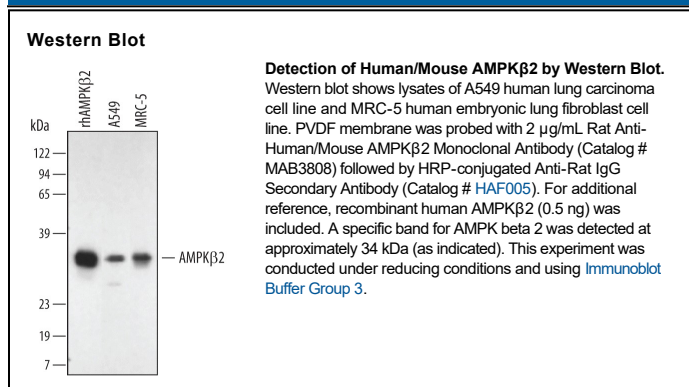 Western Blot
rhAMPKβ2
A549
MRC-5
kDa
122
94
65
39
AMPKβ2
23
19
7
Detection of Human/Mouse AMPKβ2 by Western Blot.
Western blot shows lysates of A549 human lung carcinoma
cell line and MRC-5 human embryonic lung fibroblast cell
line. PVDF membrane was probed with 2 µg/mL Rat Anti-
Human/Mouse AMPKβ2 Monoclonal Antibody (Catalog #
MAB3808) followed by HRP-conjugated Anti-Rat IgG
Secondary Antibody (Catalog # HAF005). For additional
reference, recombinant human AMPKβ2 (0.5 ng) was
included. A specific band for AMPK beta 2 was detected at
approximately 34 kDa (as indicated). This experiment was
conducted under reducing conditions and using Immunoblot
Buffer Group 3.